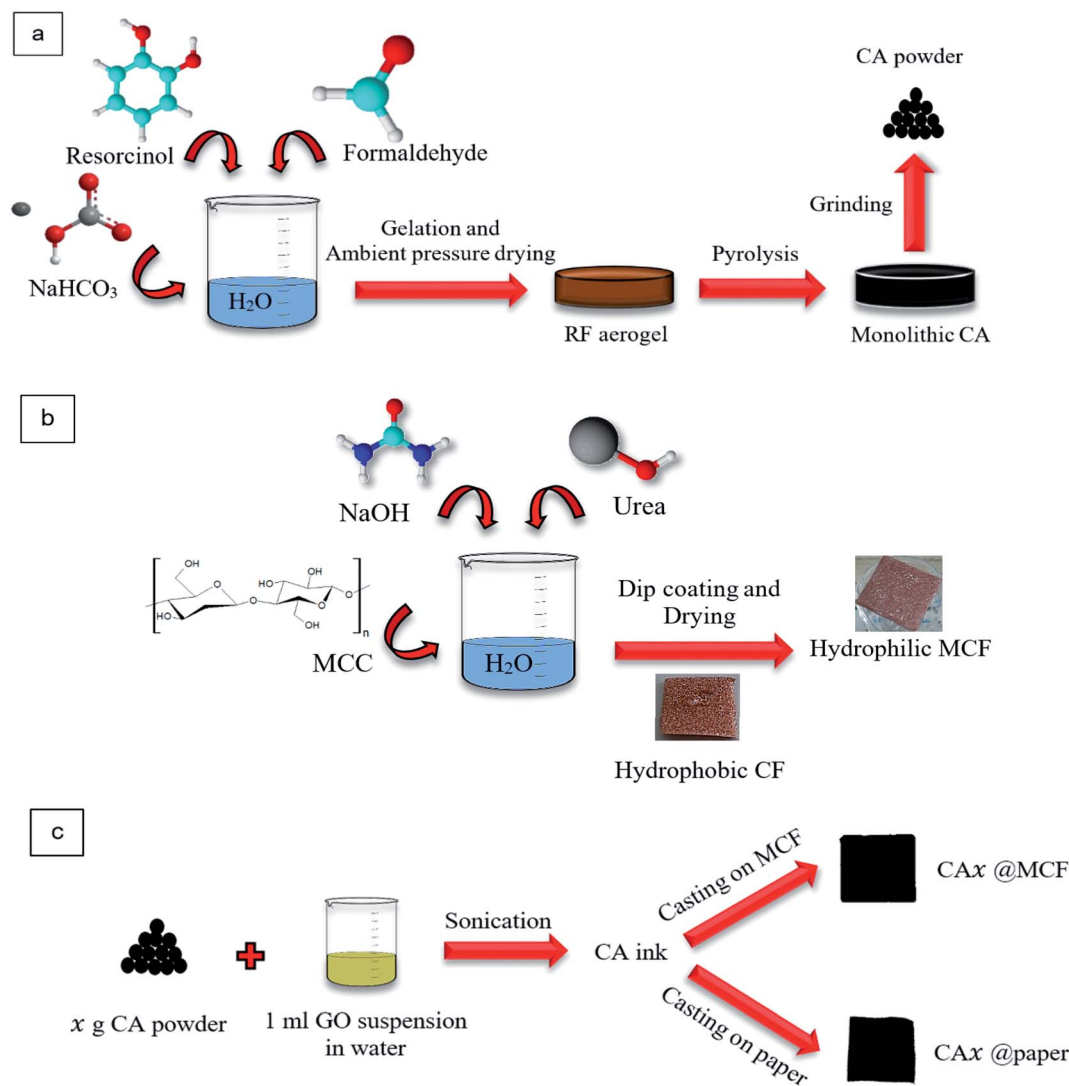 a
Resorcinol
Formaldehyde
NaHCO₃
H₂O
Gelation and
Ambient pressure drying
RF aerogel
Pyrolysis
Monolithic CA
Grinding
CA powder
b
NaOH
Urea
OH
O
OH
HO
O
HO
O
O
OH
OH
n
MCC
H₂O
Dip coating and
Drying
Hydrophobic CF
Hydrophilic MCF
c
x g CA powder
1 ml GO suspension
in water
Sonication
CA ink
Casting on MCF
Casting on paper
CAx @MCF
CAx @paper